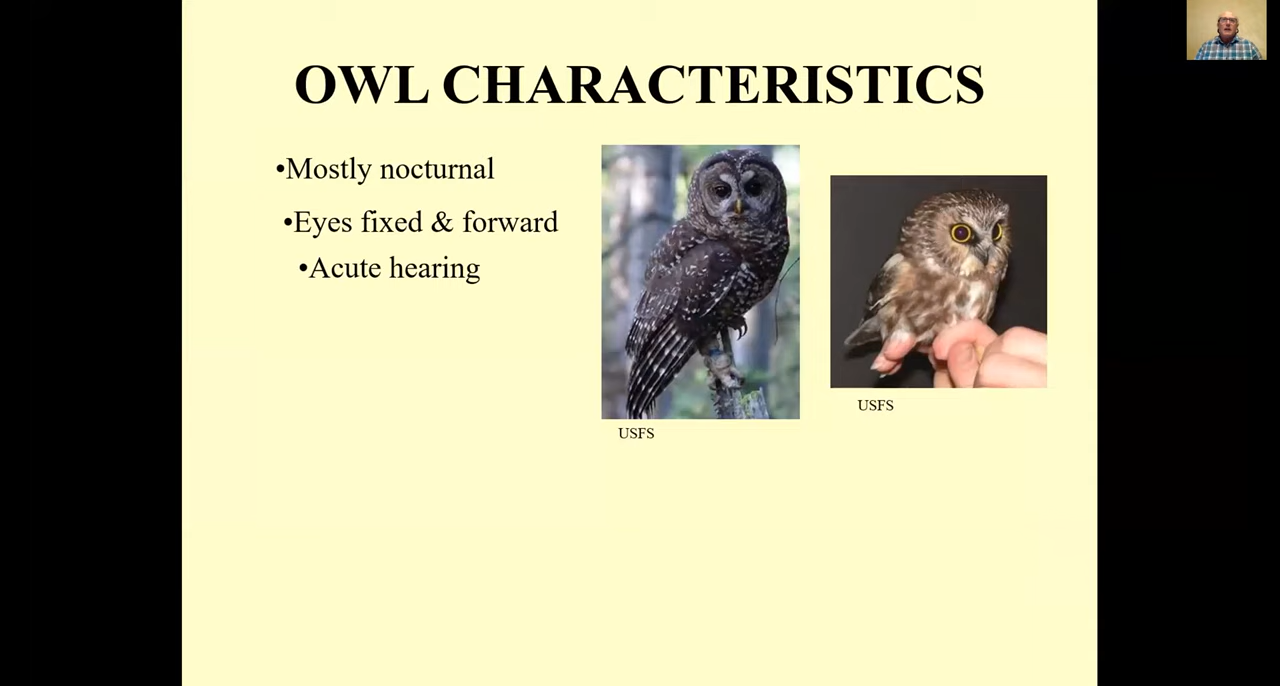 OWL CHARACTERISTICS
•Mostly nocturnal
•Eyes fixed & forward
•Acute hearing
USFS
USFS